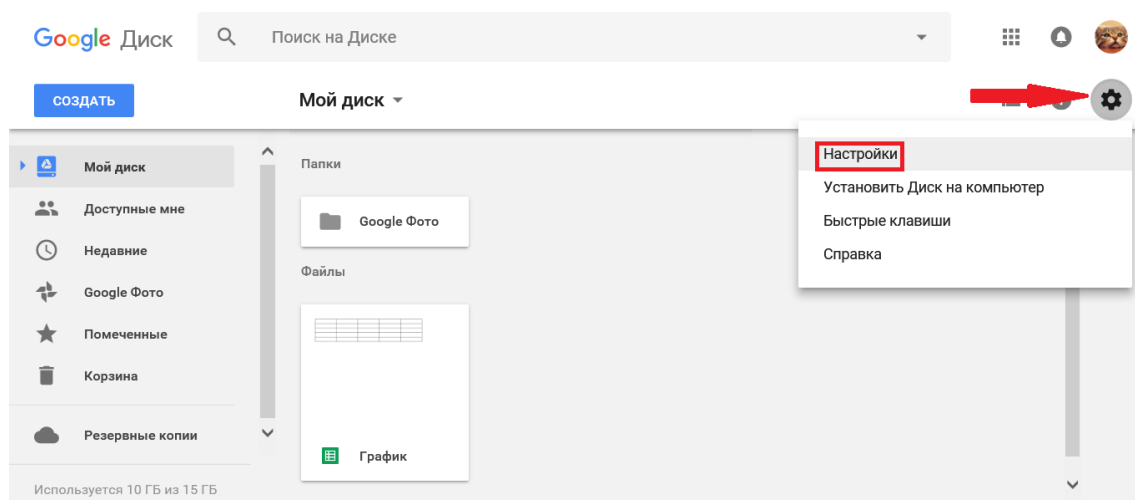 Google Диск
Поиск на Диске
СОЗДАТЬ
Мой диск
Настройки
Установить Диск на компьютер
Быстрые клавиши
Справка
Мой диск
Доступные мне
Недавние
Google Фото
Помеченные
Корзина
Резервные копии
Используется 10 ГБ из 15 ГБ
Папки
Google Фото
Файлы
График